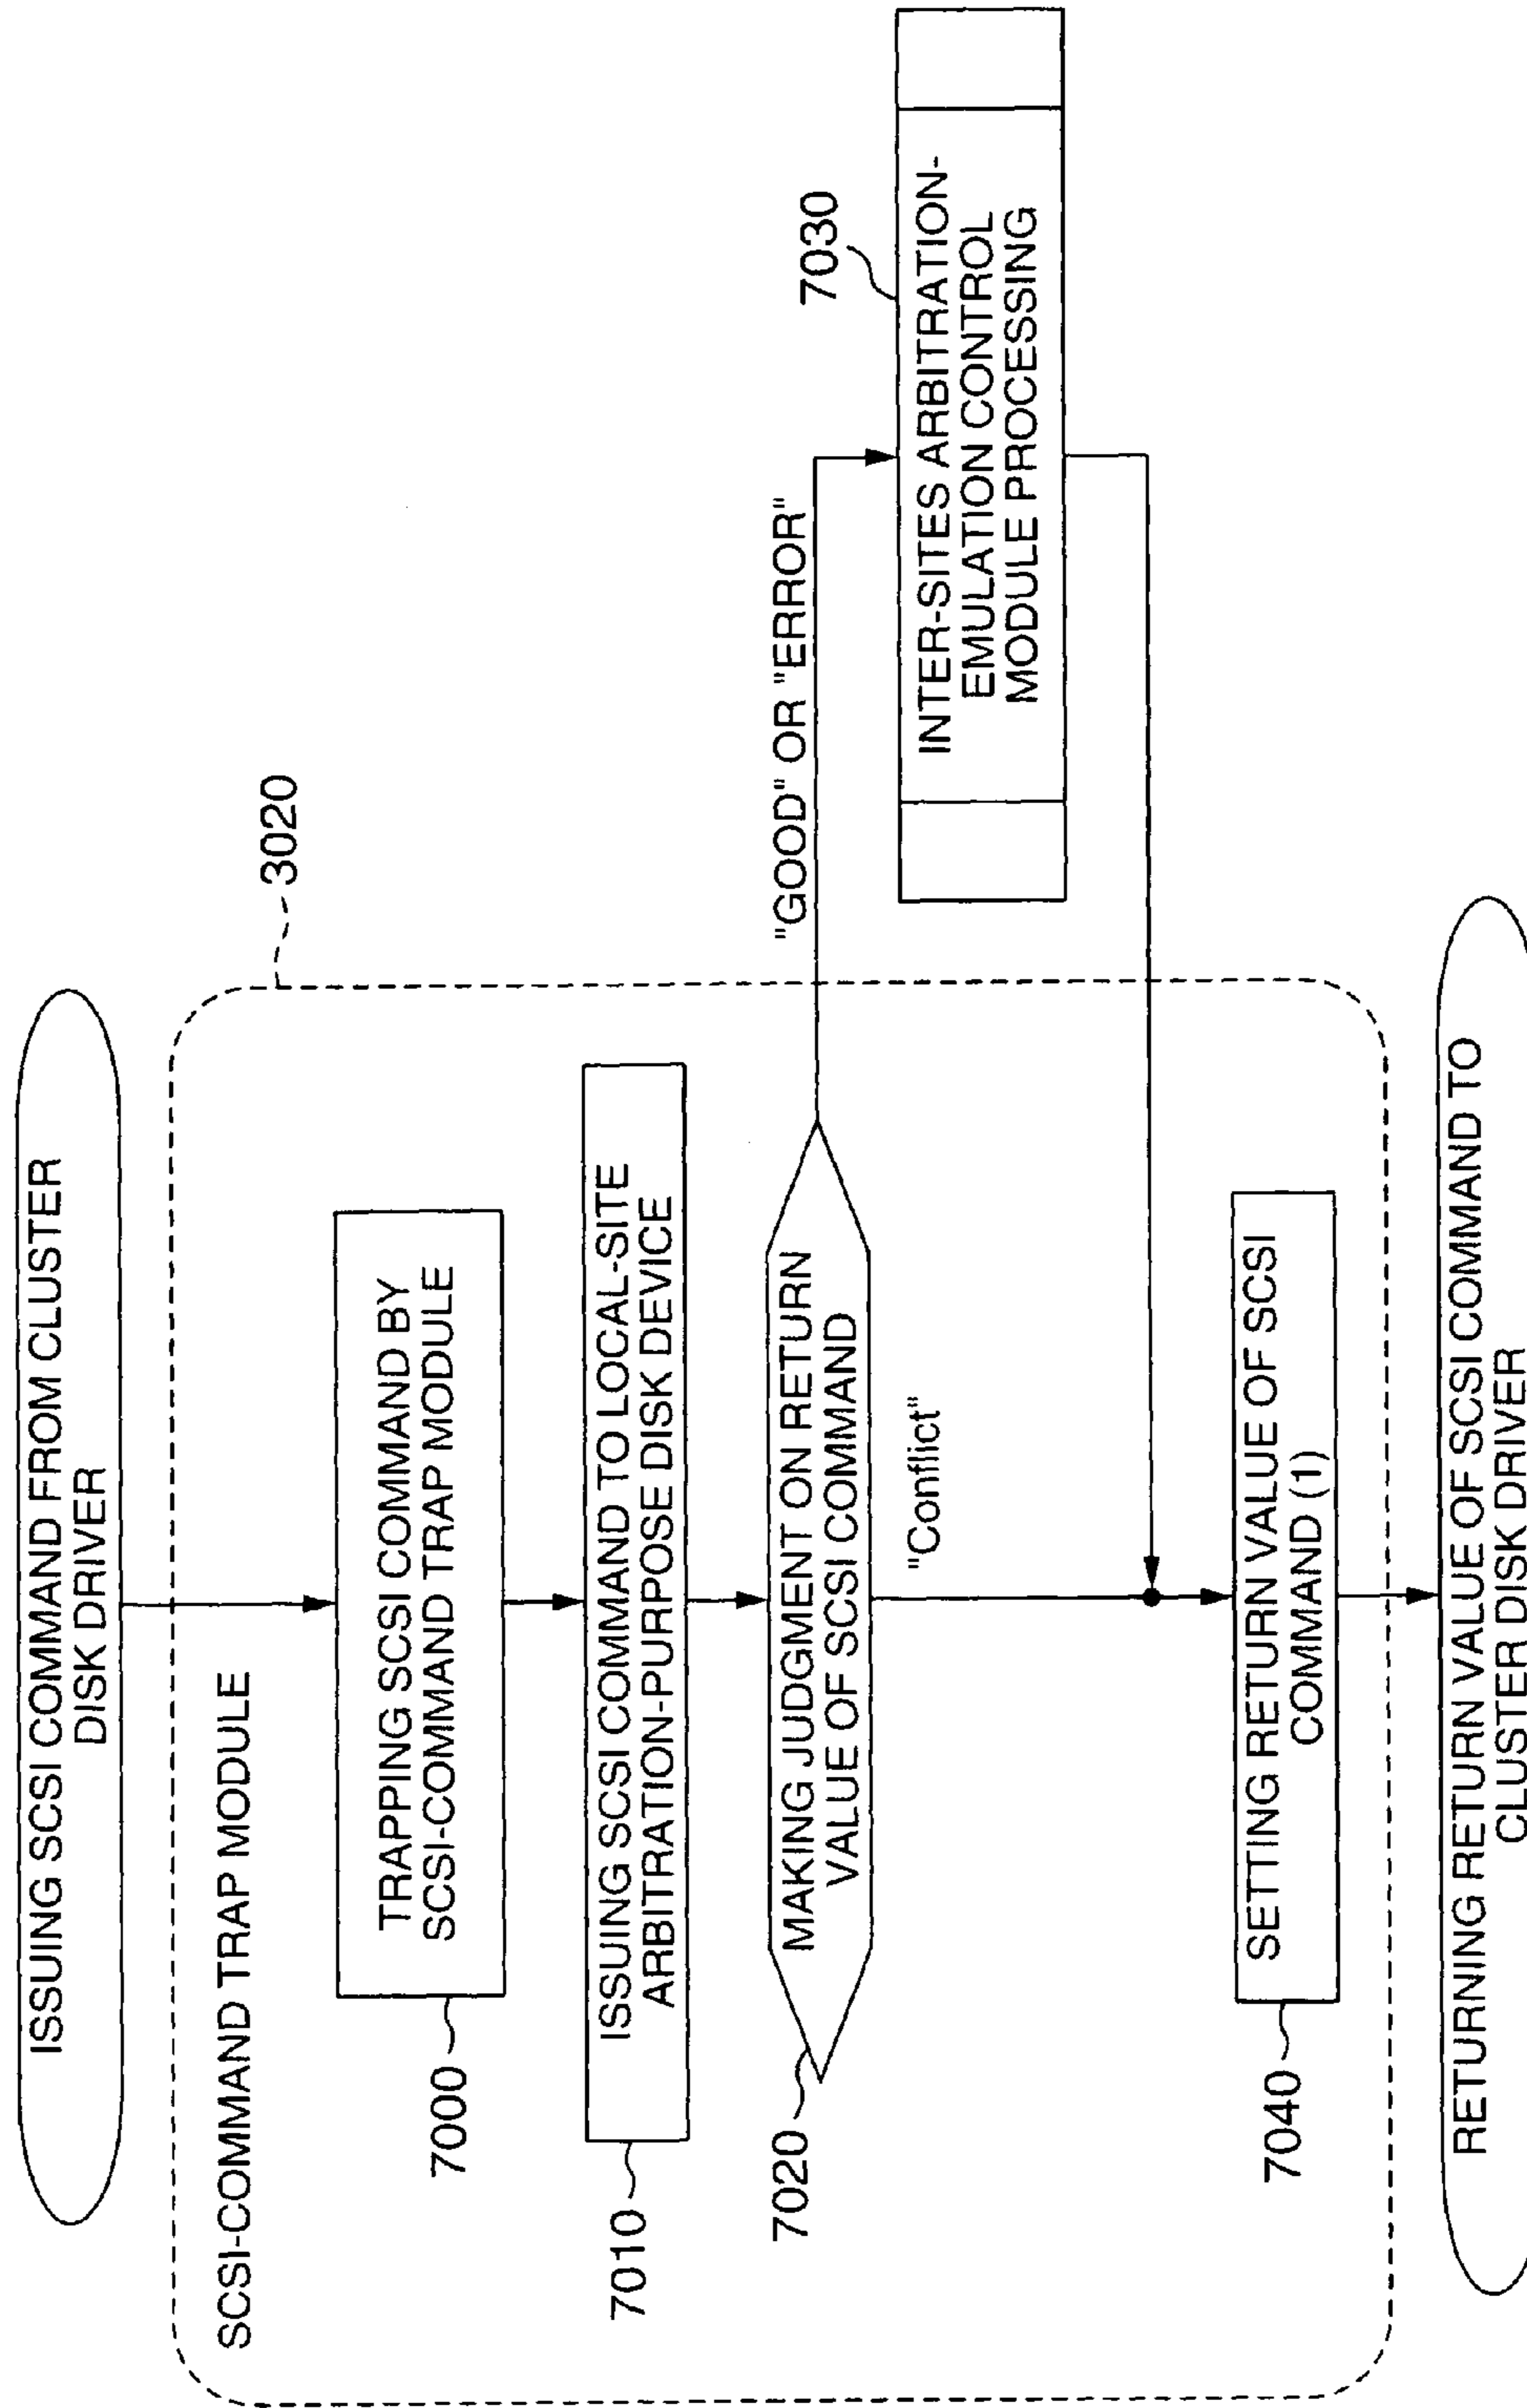 ISSUING SCSI COMMAND FROM CLUSTER
DISK DRIVER
SCSI-COMMAND TRAP MODULE
3020
7000
TRAPPING SCSI COMMAND BY
SCSI-COMMAND TRAP MODULE
7010
ISSUING SCSI COMMAND TO LOCAL-SITE
ARBITRATION-PURPOSE DISK DEVICE
7020
MAKING JUDGMENT ON RETURN
VALUE OF SCSI COMMAND
"GOOD" OR "ERROR"
7030
INTER-SITES ARBITRATION-
EMULATION CONTROL
MODULE PROCESSING
"Conflict"
7040
SETTING RETURN VALUE OF SCSI
COMMAND (1)
RETURNING RETURN VALUE OF SCSI COMMAND TO
CLUSTER DISK DRIVER